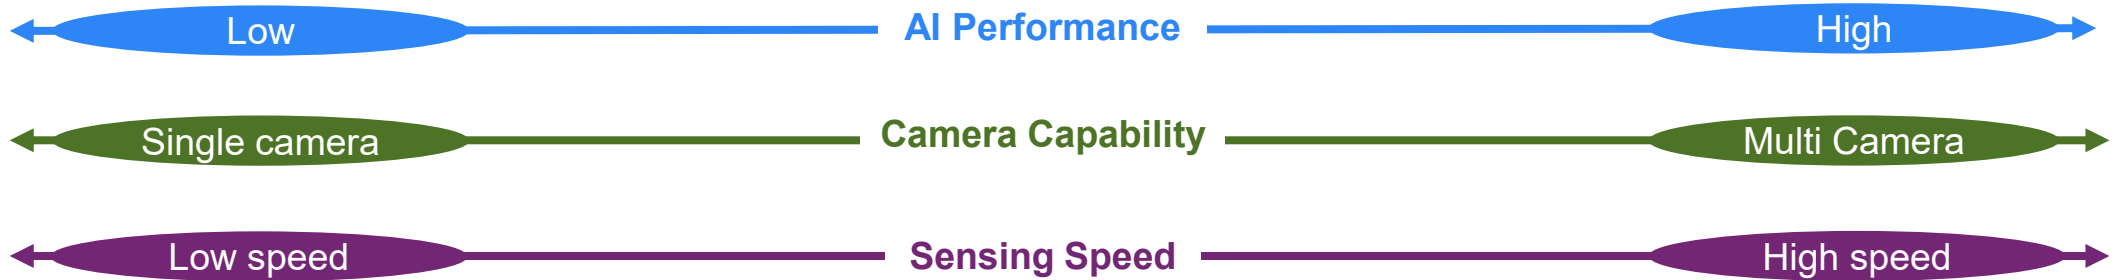 Low AI Performance High
Single camera Camera Capability Multi Camera
Low speed Sensing Speed High speed